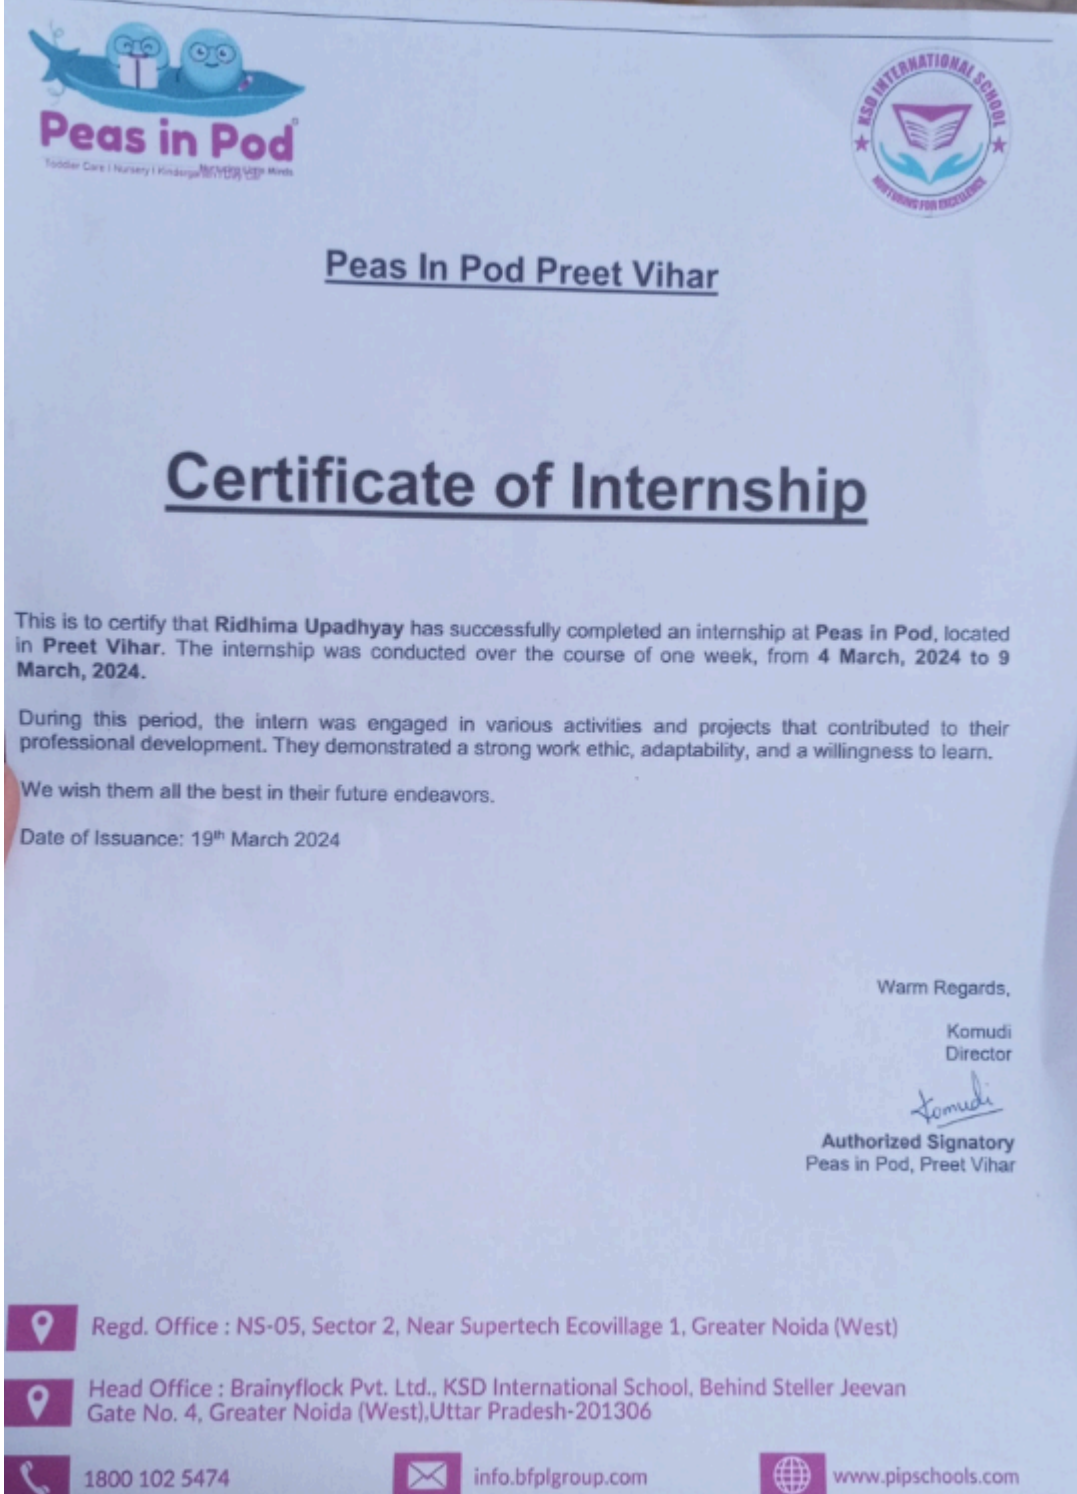 Peas in Pod
Toddler Care | Nursery |
KSD INTERNATIONAL SCHOOL
NURTURING FOR EXCELLENCE
Peas In Pod Preet Vihar
Certificate of Internship
This is to certify that Ridhima Upadhyay has successfully completed an internship at Peas in Pod, located
in Preet Vihar. The internship was conducted over the course of one week, from 4 March, 2024 to 9
March, 2024.
During this period, the intern was engaged in various activities and projects that contributed to their
professional development. They demonstrated a strong work ethic, adaptability, and a willingness to learn.
We wish them all the best in their future endeavors.
Date of Issuance: 19th March 2024
Warm Regards,
Komudi
Director
Komudi
Authorized Signatory
Peas in Pod, Preet Vihar
Regd. Office : NS-05, Sector 2, Near Supertech Ecovillage 1, Greater Noida (West)
Head Office : Brainyflock Pvt. Ltd., KSD International School, Behind Steller Jeevan
Gate No. 4, Greater Noida (West),Uttar Pradesh-201306
1800 102 5474
info.bfplgroup.com
www.pipschools.com